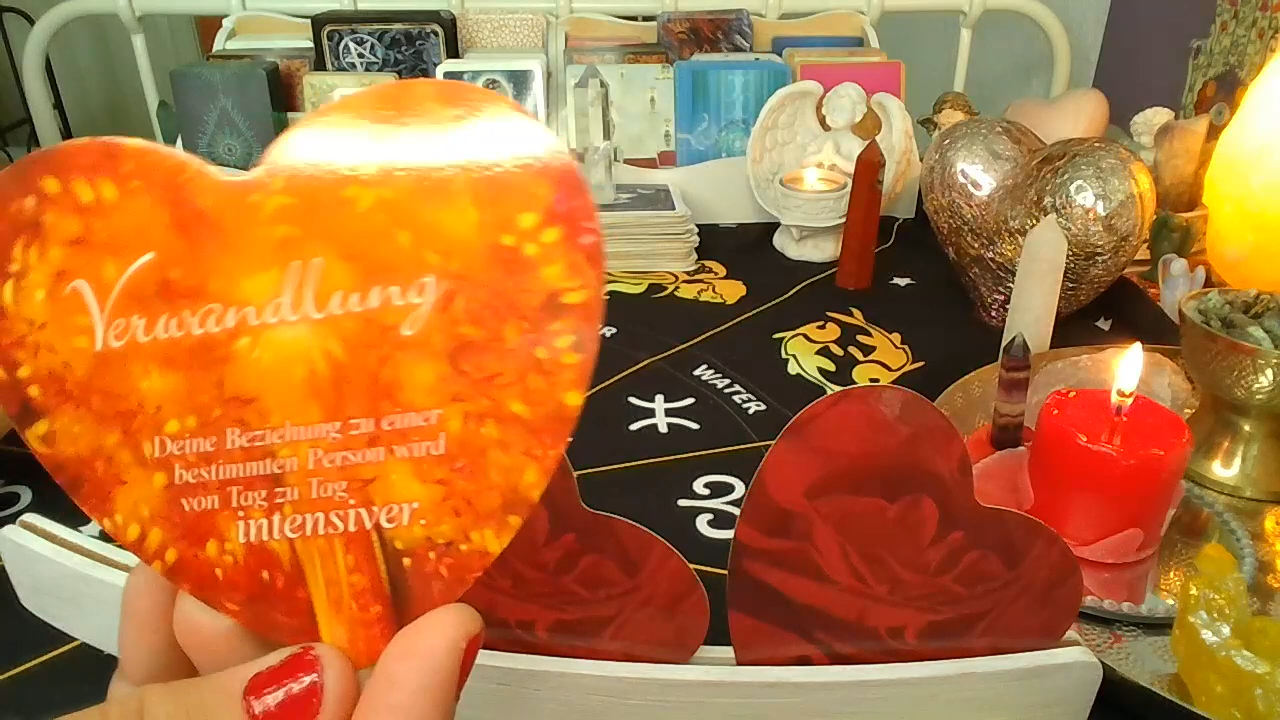 Verwandlung
Deine Beziehung zu einer
bestimmten Person wird
von Tag zu Tag
intensiver.
WATER